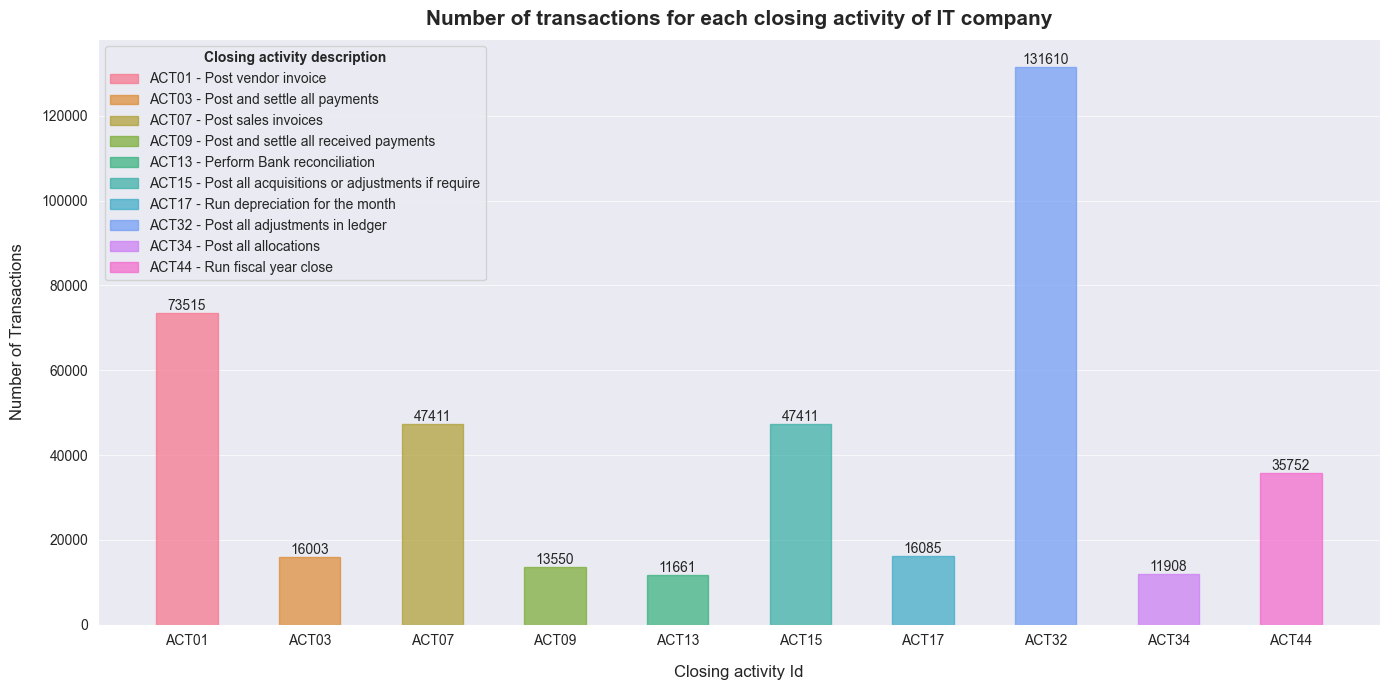 Number of transactions for each closing activity of IT company
Closing activity description
ACT01 - Post vendor invoice
ACT03 - Post and settle all payments
ACT07 - Post sales invoices
ACT09 - Post and settle all received payments
ACT13 - Perform Bank reconciliation
ACT15 - Post all acquisitions or adjustments if require
ACT17 - Run depreciation for the month
ACT32 - Post all adjustments in ledger
ACT34 - Post all allocations
ACT44 - Run fiscal year close
Number of Transactions
120000
100000
80000
60000
40000
20000
0
73515
16003
47411
13550
11661
47411
16085
131610
11908
35752
ACT01
ACT03
ACT07
ACT09
ACT13
ACT15
ACT17
ACT32
ACT34
ACT44
Closing activity Id